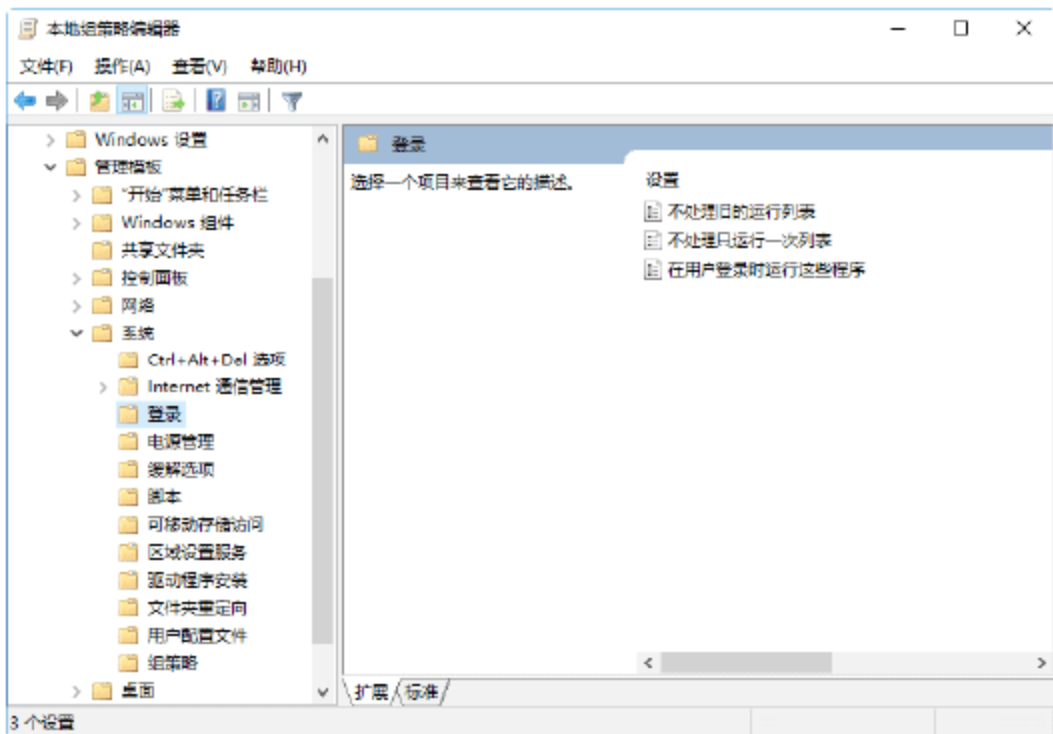 本地组策略编辑器
文件(F) 操作(A) 查看(V) 帮助(H)
Windows 设置
管理模板
"开始"菜单和任务栏
Windows 组件
共享文件夹
控制面板
网络
系统
Ctrl+Alt+Del 选项
Internet 通信管理
登录
电源管理
缓解选项
脚本
可移动存储访问
区域设置服务
驱动程序安装
文件夹重定向
用户配置文件
组策略
桌面
登录
选择一个项目来查看它的描述。
设置
不处理旧的运行列表
不处理只运行一次列表
在用户登录时运行这些程序
扩展 标准
3 个设置